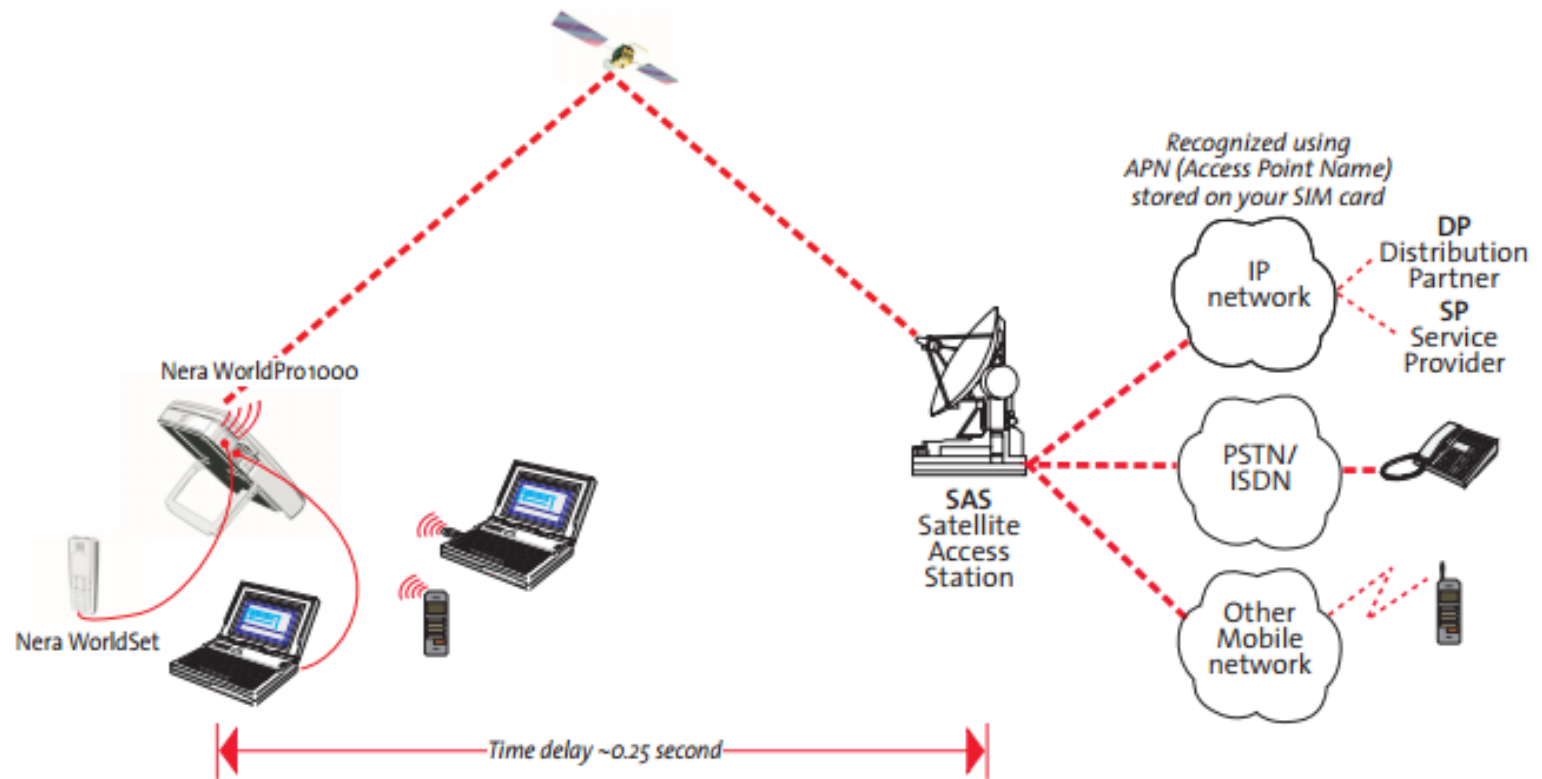 Recognized using
APN (Access Point Name)
stored on your SIM card
IP
network
DP
Distribution
Partner
SP
Service
Provider
Nera WorldPro1000
PSTN/
ISDN
SAS
Satellite
Access
Station
Nera WorldSet
Other
Mobile
network
Time delay ~0.25 second